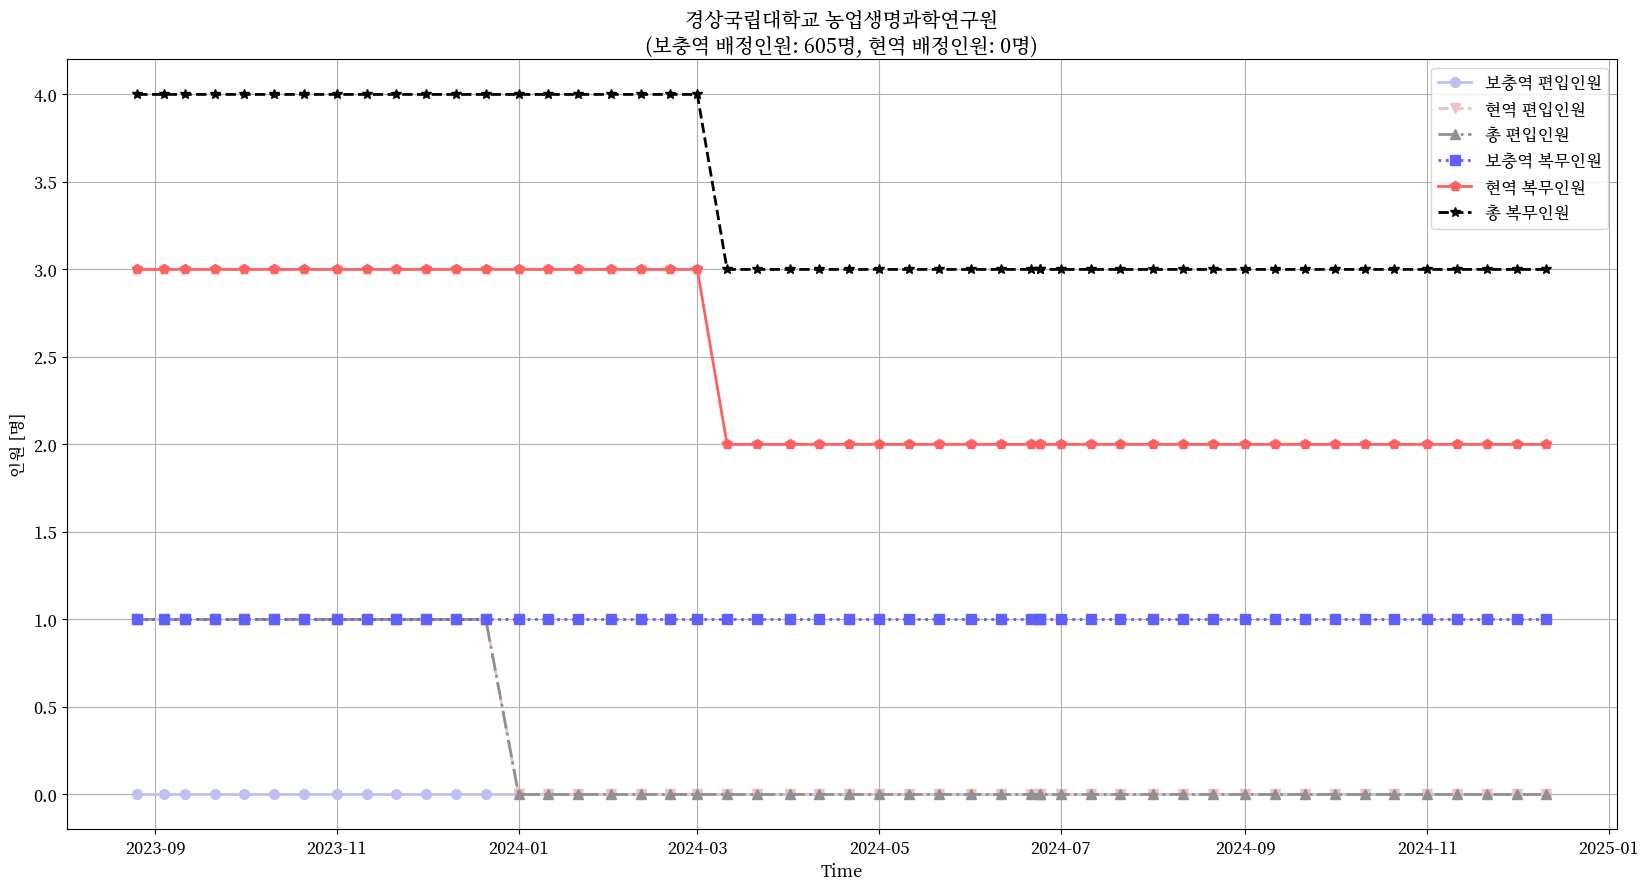 경상국립대학교 농업생명과학연구원
(보충역 배정인원: 605명, 현역 배정인원: 0명)
보충역 편입인원
현역 편입인원
총 편입인원
보충역 복무인원
현역 복무인원
총 복무인원
인원 [명]
4.0
3.5
3.0
2.5
2.0
1.5
1.0
0.5
0.0
2023-09 2023-11 2024-01 2024-03 2024-05 2024-07 2024-09 2024-11 2025-01
Time